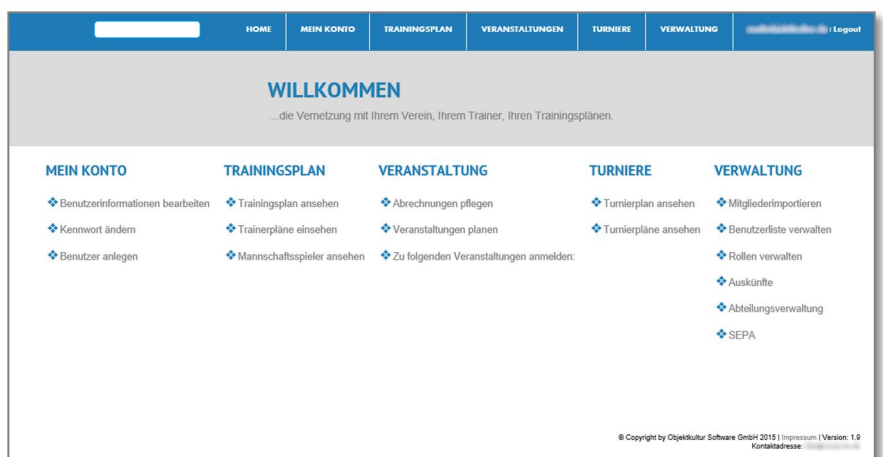 HOME MEIN KONTO TRAININGSPLAN VERANSTALTUNGEN TURNIERE VERWALTUNG | Logout
WILLKOMMEN
...die Vernetzung mit Ihrem Verein, Ihrem Trainer, Ihren Trainingsplänen.
MEIN KONTO
Benutzerinformationen bearbeiten
Kennwort ändern
Benutzer anlegen
TRAININGSPLAN
Trainingsplan ansehen
Trainerpläne einsehen
Mannschaftsspieler ansehen
VERANSTALTUNG
Abrechnungen pflegen
Veranstaltungen planen
Zu folgenden Veranstaltungen anmelden:
TURNIERE
Turnierplan ansehen
Turnierpläne ansehen
VERWALTUNG
Mitgliederimportieren
Benutzerliste verwalten
Rollen verwalten
Auskünfte
Abteilungsverwaltung
SEPA
© Copyright by Objektkultur Software GmbH 2015 | Impressum | Version: 1.9
Kontaktadresse: